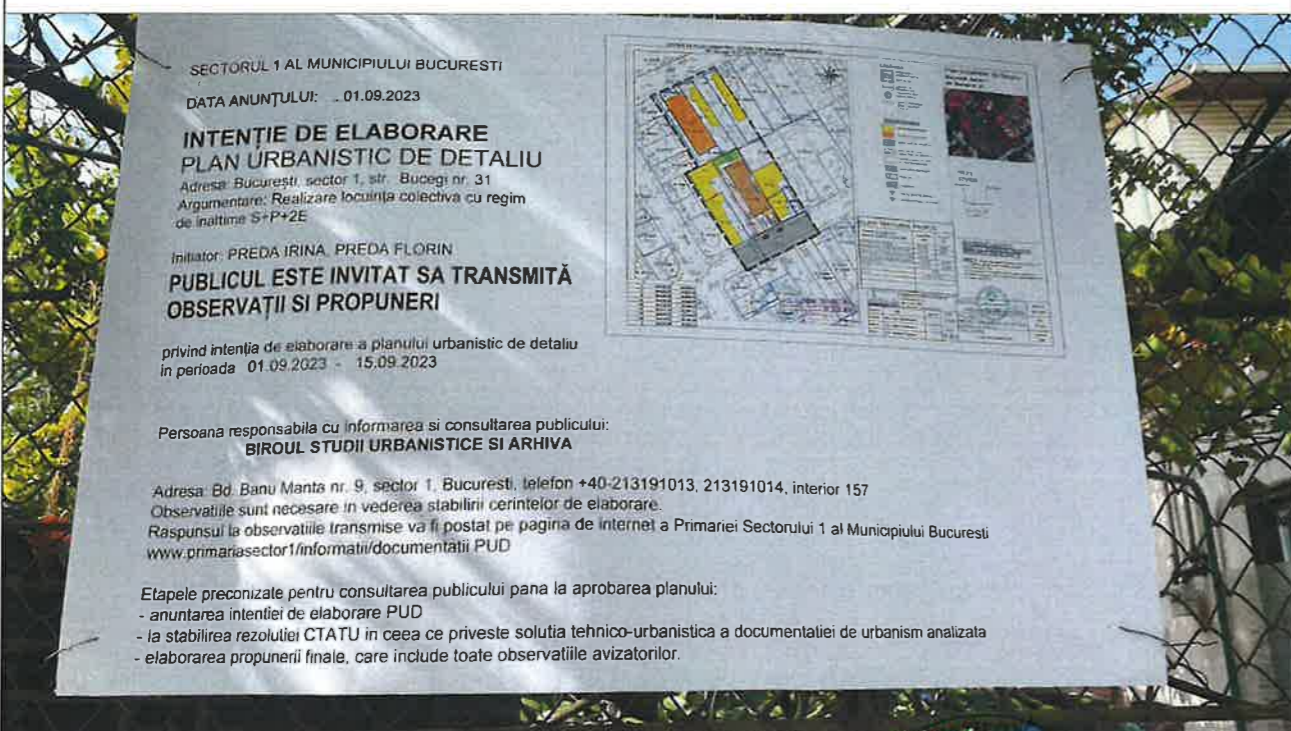 SECTORUL 1 AL MUNICIPIULUI BUCURESTI
DATA ANUNȚULUI: .. 01.09.2023
INTENȚIE DE ELABORARE
PLAN URBANISTIC DE DETALIU
Adresa: București, sector 1, str. Bucegi nr. 31
Argumentare: Realizare locuinta colectiva cu regim
de inaltime S+P+2E
Initiator: PREDA IRINA, PREDA FLORIN
PUBLICUL ESTE INVITAT SA TRANSMITĂ
OBSERVAȚII SI PROPUNERI
privind intenția de elaborare a planului urbanistic de detaliu
in perioada 01.09.2023 - 15.09.2023
Persoana responsabila cu informarea si consultarea publicului:
BIROUL STUDII URBANISTICE SI ARHIVA
Adresa: Bd. Banu Manta nr. 9, sector 1, Bucuresti, telefon +40-213191013, 213191014, interior 157
Observatiile sunt necesare in vederea stabilirii cerintelor de elaborare.
Raspunsul la observatiile transmise va fi postat pe pagina de internet a Primariei Sectorului 1 al Municipiului Bucuresti
www.primariasector1/informatii/documentatii PUD
Etapele preconizate pentru consultarea publicului pana la aprobarea planului:
- anuntarea intentiei de elaborare PUD
- la stabilirea rezolutiei CTATU in ceea ce priveste solutia tehnico-urbanistica a documentatiei de urbanism analizata
- elaborarea propunerii finale, care include toate observatiile avizatorilor.